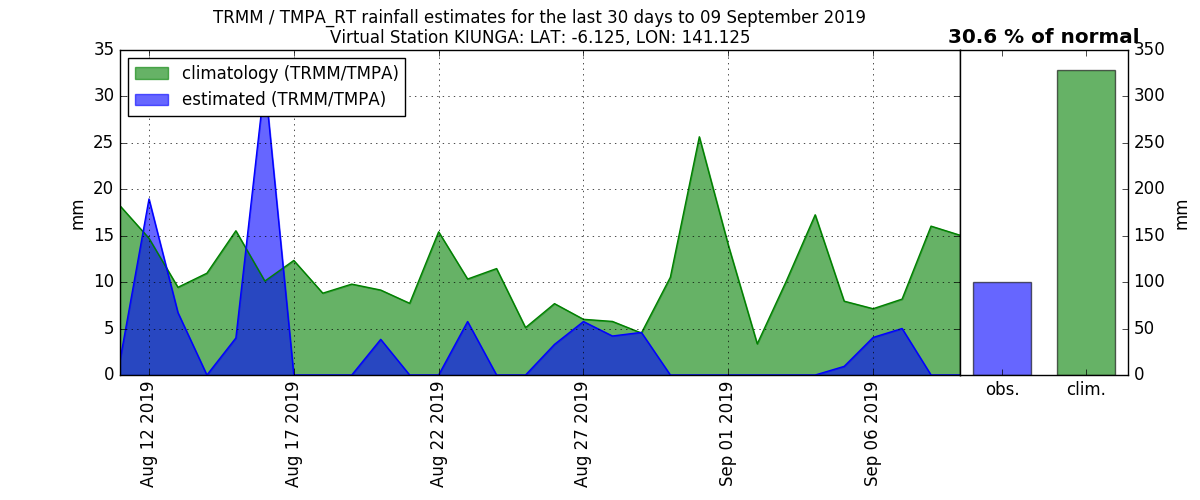 TRMM / TMPA_RT rainfall estimates for the last 30 days to 09 September 2019
Virtual Station KIUNGA: LAT: -6.125, LON: 141.125
30.6 % of normal
climatology (TRMM/TMPA)
estimated (TRMM/TMPA)
35
30
25
20
15
10
5
0
mm
Aug 12 2019
Aug 17 2019
Aug 22 2019
Aug 27 2019
Sep 01 2019
Sep 06 2019
obs.
clim.
350
300
250
200
150
100
50
0
mm